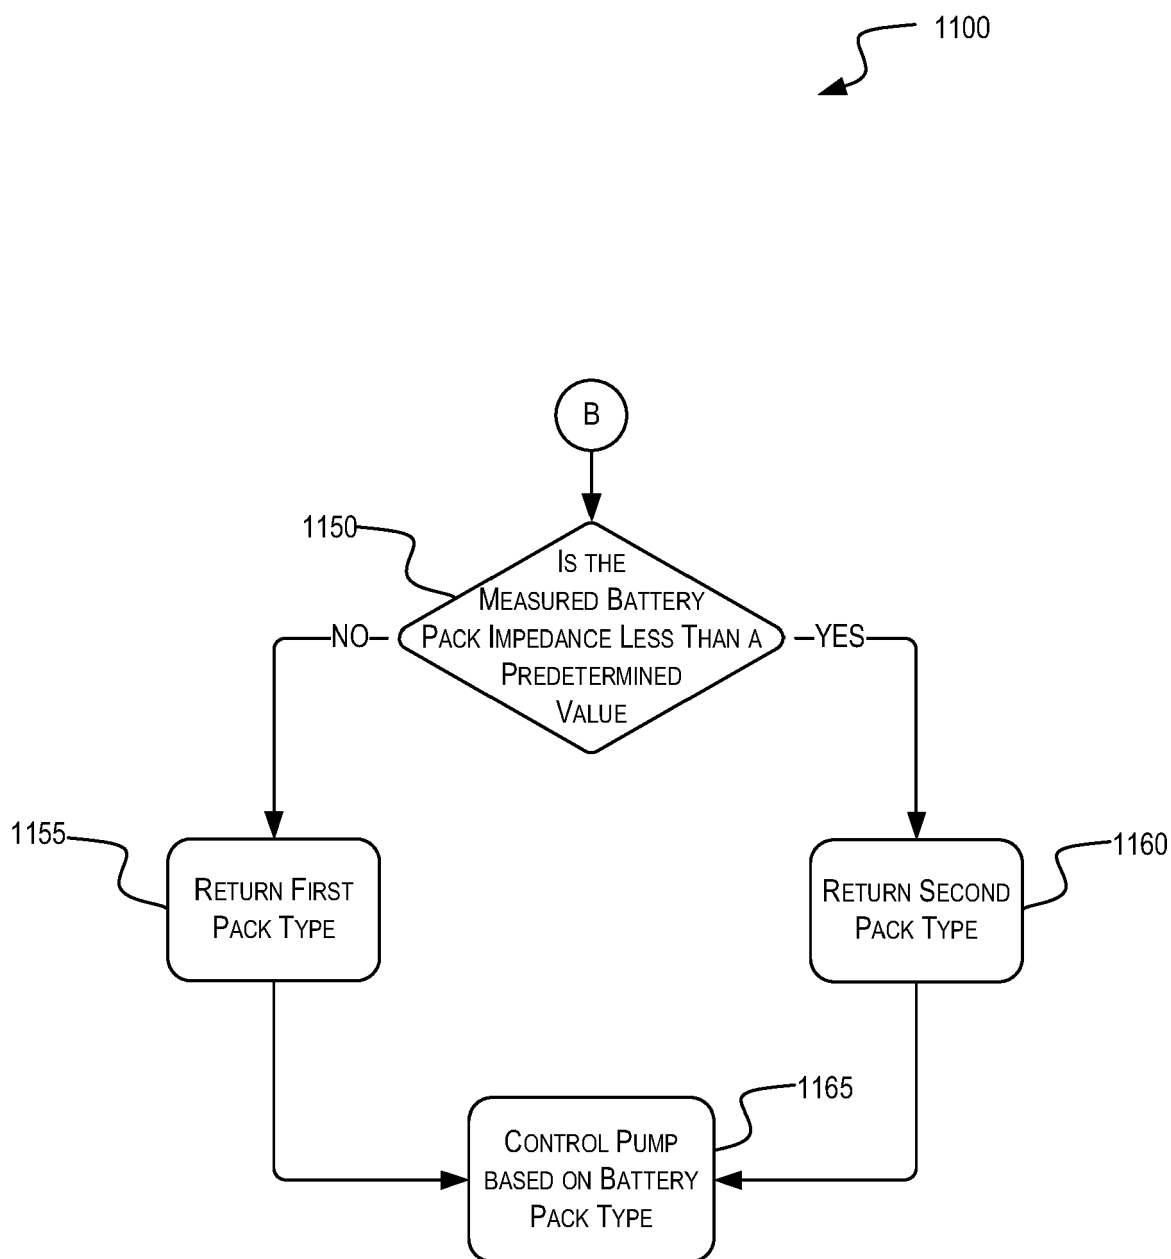 1100
B
1150
IS THE
MEASURED BATTERY
PACK IMPEDANCE LESS THAN A
PREDETERMINED
VALUE
NO
YES
1155
RETURN FIRST
PACK TYPE
1160
RETURN SECOND
PACK TYPE
1165
CONTROL PUMP
BASED ON BATTERY
PACK TYPE